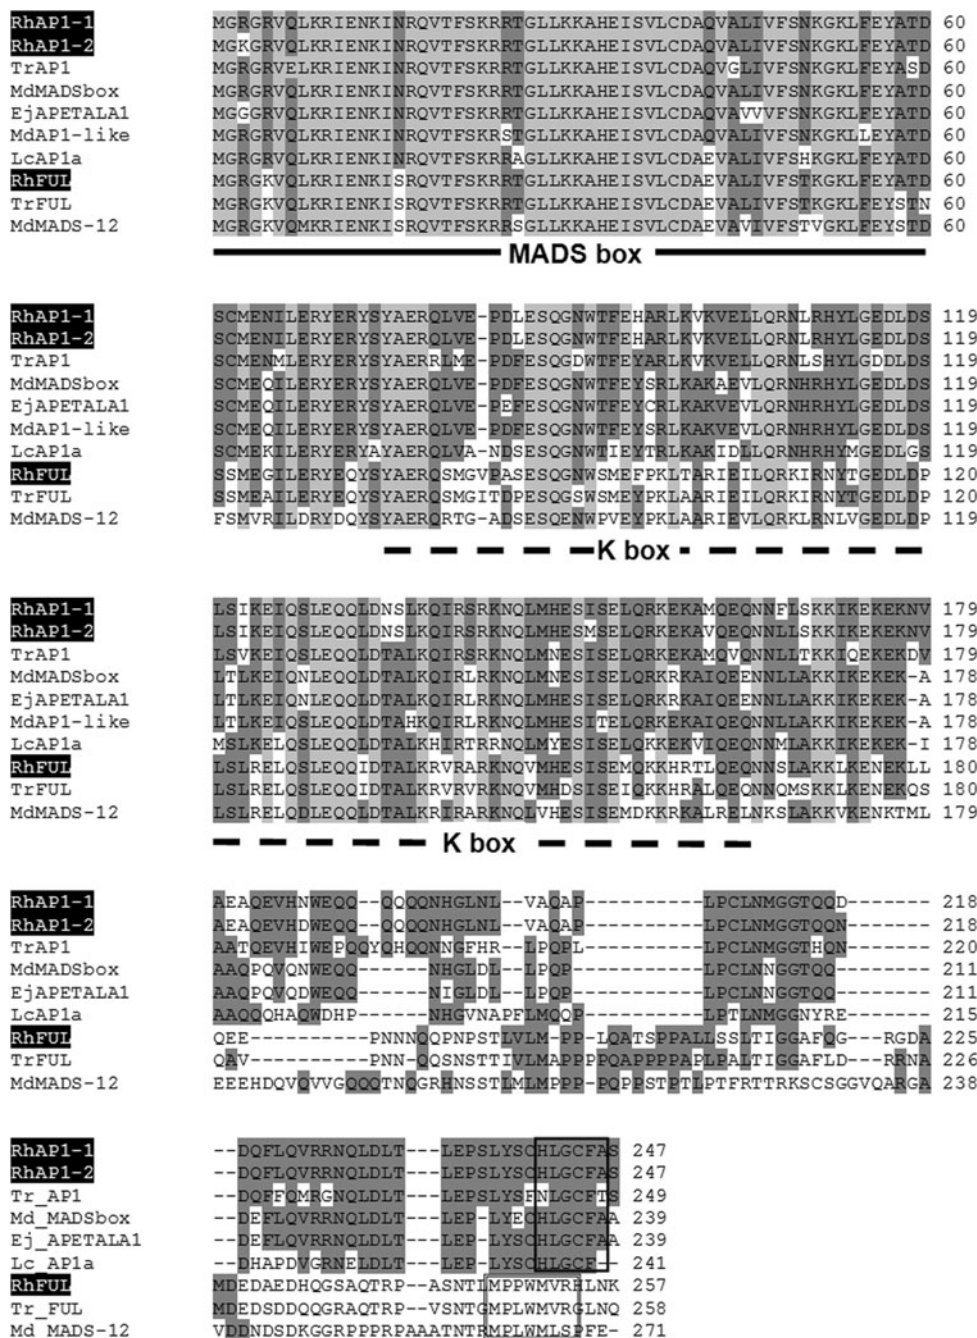 RhAP1-1 MGRGRVQLKRIENKINRQVTFSKRRTGLLKKAHEISVLCDAQVALIVFSNKGKLFEYATD 60
RhAP1-2 MGKGRVQLKRIENKINRQVTFSKRRTGLLKKAHEISVLCDAQVALIVFSNKGKLFEYATD 60
TrAP1 MGRGRVELKRIENKINRQVTFSKRRTGLLKKAHEISVLCDAQVGLIVFSNKGKLFEYASD 60
MdMADSbox MGRGRVQLKRIENKINRQVTFSKRRTGLLKKAHEISVLCDAQVALIVFSNKGKLFEYATD 60
EjAPETALA1 MGGGRVQLKRIENKINRQVTFSKRRTGLLKKAHEISVLCDAQVAVVVFSNKGKLFEYATD 60
MdAP1-like MGRGRVQLKRIENKINRQVTFSKRSTGLLKKAHEISVLCDAQVALIVFSNKGKLLEYATD 60
LcAP1a MGRGRVQLKRIENKINRQVTFSKRRAGLLKKAHEISVLCDAEVALIVFSHKGKLFEYATD 60
RhFUL MGRGKVQLKRIENKISRQVTFSKRRTGLLKKAHEISVLCDAEVALIVFSTKGKLFEYATD 60
TrFUL MGRGKVQLKRIENKISRQVTFSKRRTGLLKKAHEISVLCDAEVALIVFSTKGKLFEYSTN 60
MdMADS-12 MGRGKVQMKRIENKISRQVTFSKRRSGLLKKAHEISVLCDAEVAVIVFSTVGKLFEYSTD 60
MADS box
RhAP1-1 SCMENILERYERYSYAERQLVE-PDLESQGNWTFEHARLKVKVELLQRNLRHYLGEDLDS 119
RhAP1-2 SCMENILERYERYSYAERQLVE-PDLESQGNWTFEHARLKVKVELLQRNLRHYLGEDLDS 119
TrAP1 SCMENMLERYERYSYAERRLME-PDFESQGDWTFEYARLKVKVELLQRNLSHYLGDDLDS 119
MdMADSbox SCMEQILERYERYSYAERQLVE-PDFESQGNWTFEYSRLKAKAEVLQRNHRHYLGEDLDS 119
EjAPETALA1 SCMEQILERYERYSYAERQLVE-PEFESQGNWTFEYCRLKAKVEVLQRNHRHYLGEDLDS 119
MdAP1-like SCMEQILERYERYSYAERQLVE-PDFESQGNWTFEYSRLKAKVEVLQRNHRHYLGEDLDS 119
LcAP1a SCMEKILERYERYAYAERQLVA-NDSESQGNWTIEYTRLKAKIDLLQRNHRHYMGEDLGS 119
RhFUL SSMEGILERYEQYSYAERQSMGVPASESQGNWSMEFPKLTARIEILQRKIRNYTGEDLDP 120
TrFUL SSMEAILERYEQYSYAERQSMGITDPESQGSWSMEYPKLAARIEILQRKIRNYTGEDLDP 120
MdMADS-12 FSMVRILDRYDQYSYAERQRTG-ADSESQENWPVEYPKLAARIEVLQRKLRNLVGEDLDP 119
K box
RhAP1-1 LSIKEIQSLEQQLDNSLKQIRSRKNQLMHESISELQRKEKAMQEQNNFLSKKIKEKEKNV 179
RhAP1-2 LSIKEIQSLEQQLDNSLKQIRSRKNQLMHESMSELQRKEKAVQEQNNLLSKKIKEKEKNV 179
TrAP1 LSVKEIQSLEQQLDTALKQIRSRKNQLMNESISELQRKEKAMQVQNNLLTKKIQEKEKDV 179
MdMADSbox LTLKEIQNLEQQLDTALKQIRLRKNQLMNESISELQRKRKAIQEENNLLAKKIKEKEK-A 178
EjAPETALA1 LTLKEIQNLEQQLDTALKQIRLRKNQLMHESISELQRKRKAIQEENNLLAKKIKEKEK-A 178
MdAP1-like LTLKEIQSLEQQLDTAHKQIRLRKNQLMHESITELQRKEKAIQEENNLLAKKIKEKEK-A 178
LcAP1a MSLKELQSLEQQLDTALKHIRTRRNQLMYESISELQKKEKVIQEQNNMLAKKIKEKEK-I 178
RhFUL LSLRELQSLEQQIDTALKRVRARKNQVMHESISEMQKKHRTLQEQNNSLAKKLKENEKLL 180
TrFUL LSLRELQSLEQQLDTALKRVRVRKNQVMHDSISEIQKKHRALQEQNNQMSKKLKENEKQS 180
MdMADS-12 LSLRELQDLEQQLDTALKRIRARKNQLVHESISEMDKKRKALRELNKSLAKKVKENKTML 179
K box
RhAP1-1 AEAQEVHNWEQQ--QQQQNHGLNL--VAQAP----------LPCLNMGGTQQD------- 218
RhAP1-2 AEAQEVHDWEQQ--QQQQNHGLNL--VAQAP----------LPCLNMGGTQQN------- 218
TrAP1 AATQEVHIWEPQQYQHQQNNGFHR--LPQPL----------LPCLNMGGTHQN------- 220
MdMADSbox AAQPQVQNWEQQ------NHGLDL--LPQP-----------LPCLNNGGTQQ-------- 211
EjAPETALA1 AAQPQVQDWEQQ------NIGLDL--LPQP-----------LPCLNNGGTQQ-------- 211
LcAP1a AAQQQHAQWDHP------NHGVNAPFLMQQP----------LPTLNMGGNYRE------- 215
RhFUL QEE----------PNNNQQPNPSTLVLM-PP-LQATSPPALLSSLTIGGAFQG---RGDA 225
TrFUL QAV----------PNN-QQSNSTTIVLMAPPPPQAPPPPAPLPALTIGGAFLD---RRNA 226
MdMADS-12 EEEHDQVQVVGQQQTNQGRHNSSTLMLMPPP-PQPPSTPTLPTFRTTRKSCSGGVQARGA 238
RhAP1-1 --DQFLQVRRNQLDLT---LEPSLYSCHLGCFAS 247
RhAP1-2 --DQFLQVRRNQLDLT---LEPSLYSCHLGCFAS 247
Tr_AP1 --DQFFQMRGNQLDLT---LEPSLYSFNLGCFTS 249
Md_MADSbox --DEFLQVRRNQLDLT---LEP-LYECHLGCFAA 239
Ej_APETALA1 --DEFLQVRRNQLDLT---LEP-LYSCHLGCFAA 239
Lc_AP1a --DHAPDVGRNELDLT---LEP-LYSCHLGCF-- 241
RhFUL MDEDAEDHQGSAQTRP--ASNTIMPPWMVRHLNK 257
Tr_FUL MDEDSDDQQGRAQTRP--VSNTGMPLWMVRGLNQ 258
Md_MADS-12 VDDNDSDKGGRPPPRPAAATNTRMPLWMLSPFE- 271